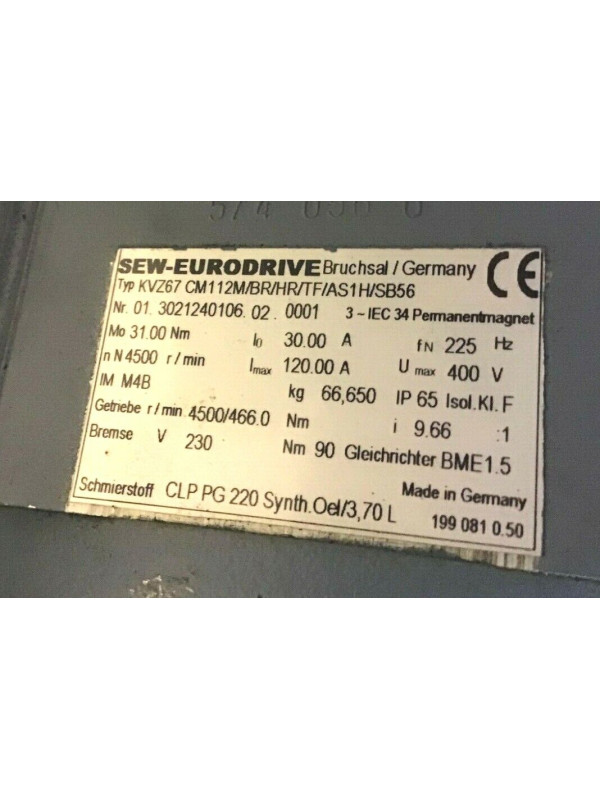 574 050 0
SEW-EURODRIVE Bruchsal / Germany CE
Typ KVZ67 CM112M/BR/HR/TF/AS1H/SB56
Nr. 01. 3021240106. 02. 0001 3~IEC 34 Permanentmagnet
Mo 31.00 Nm I0 30.00 A fN 225 Hz
n N 4500 r / min Imax 120.00 A U max 400 V
IM M4B kg 66,650 IP 65 Isol.Kl. F
Getriebe r / min 4500/466.0 Nm i 9.66 :1
Bremse V 230 Nm 90 Gleichrichter BME1.5
Schmierstoff CLP PG 220 Synth.Oel/3,70 L Made in Germany
199 081 0.50